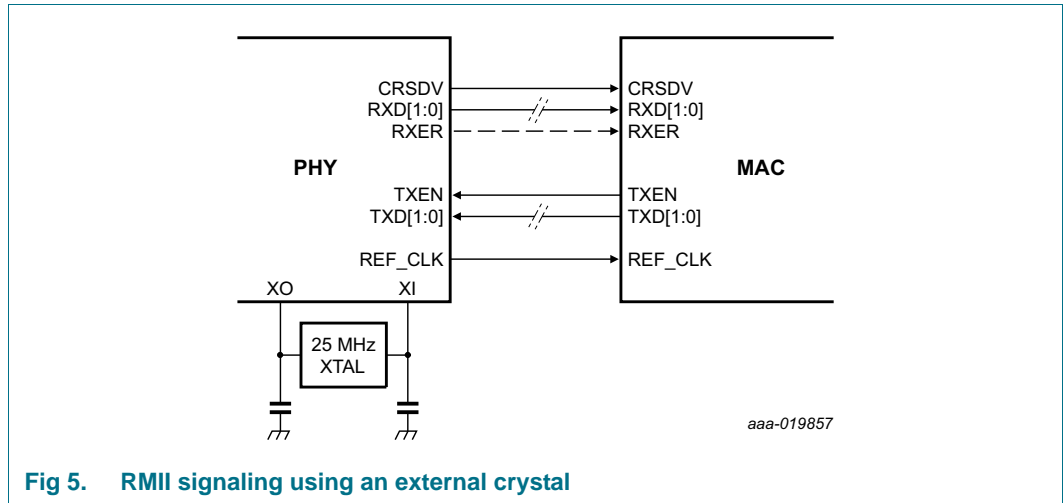 CRSDV CRSDV
RXD[1:0] RXD[1:0]
RXER RXER
PHY MAC
TXEN TXEN
TXD[1:0] TXD[1:0]
REF_CLK REF_CLK
XO XI
25 MHz
XTAL
aaa-019857
Fig 5. RMII signaling using an external crystal